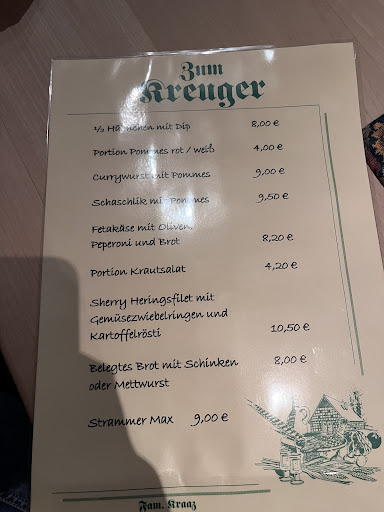 Zum
Kreuger
½ Hähnchen mit Dip 8,00 €
Portion Pommes rot / weiß 4,00 €
Currywurst mit Pommes 9,00 €
Schaschlik mit Pommes 9,50 €
Fetakäse mit Oliven,
Peperoni und Brot 8,20 €
Portion Krautsalat 4,20 €
Sherry Heringsfilet mit
Gemüsezwiebelringen und
Kartoffelrösti 10,50 €
Belegtes Brot mit Schinken 8,00 €
oder Mettwurst
Strammer Max 9,00 €
Fam. Kraaz